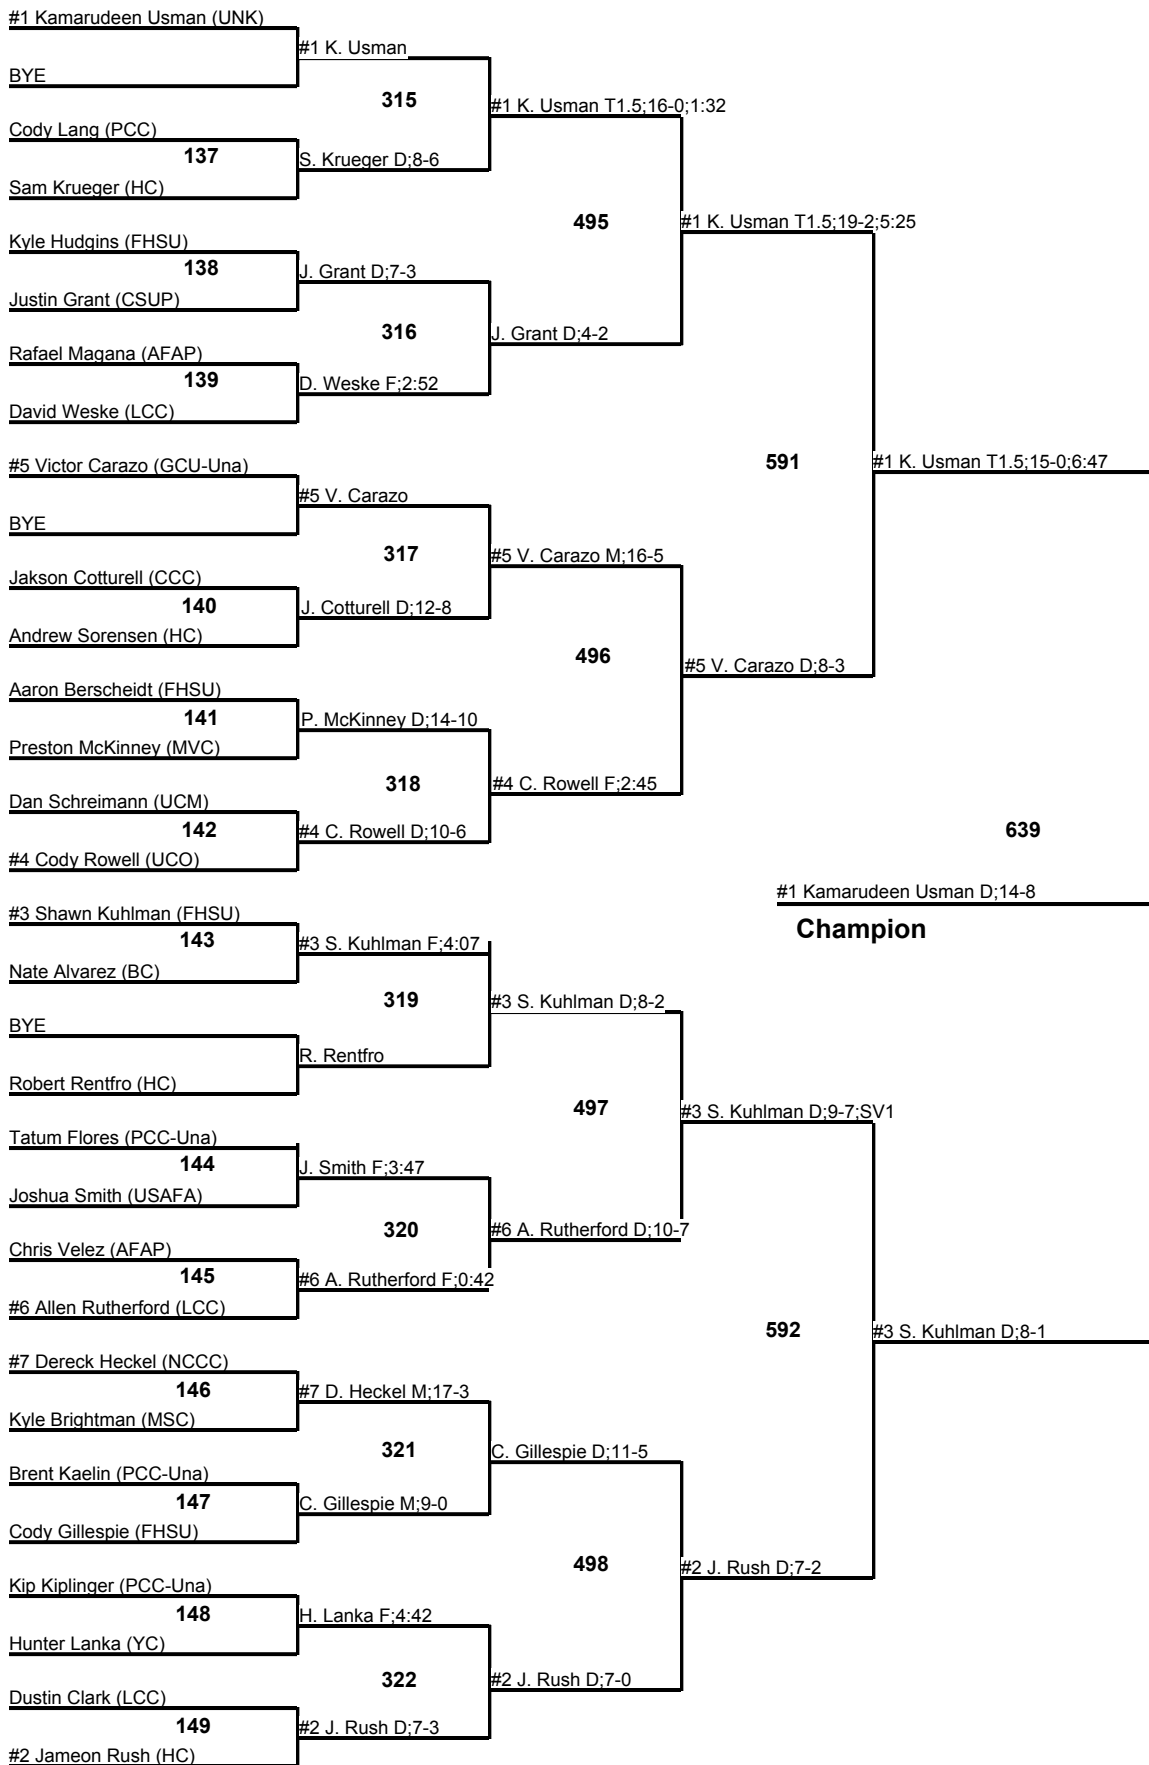 #1 Kamarudeen Usman (UNK)
#1 K. Usman
BYE
315
#1 K. Usman T1.5;16-0;1:32
Cody Lang (PCC)
137
S. Krueger D;8-6
Sam Krueger (HC)
495
#1 K. Usman T1.5;19-2;5:25
Kyle Hudgins (FHSU)
138
J. Grant D;7-3
Justin Grant (CSUP)
316
J. Grant D;4-2
Rafael Magana (AFAP)
139
D. Weske F;2:52
David Weske (LCC)
591
#1 K. Usman T1.5;15-0;6:47
#5 Victor Carazo (GCU-Una)
#5 V. Carazo
BYE
317
#5 V. Carazo M;16-5
Jakson Cotturell (CCC)
140
J. Cotturell D;12-8
Andrew Sorensen (HC)
496
#5 V. Carazo D;8-3
Aaron Berscheidt (FHSU)
141
P. McKinney D;14-10
Preston McKinney (MVC)
318
#4 C. Rowell F;2:45
Dan Schreimann (UCM)
142
#4 C. Rowell D;10-6
#4 Cody Rowell (UCO)
639
#1 Kamarudeen Usman D;14-8
Champion
#3 Shawn Kuhlman (FHSU)
143
#3 S. Kuhlman F;4:07
Nate Alvarez (BC)
319
#3 S. Kuhlman D;8-2
BYE
R. Rentfro
Robert Rentfro (HC)
497
#3 S. Kuhlman D;9-7;SV1
Tatum Flores (PCC-Una)
144
J. Smith F;3:47
Joshua Smith (USAFA)
320
#6 A. Rutherford D;10-7
Chris Velez (AFAP)
145
#6 A. Rutherford F;0:42
#6 Allen Rutherford (LCC)
592
#3 S. Kuhlman D;8-1
#7 Dereck Heckel (NCCC)
146
#7 D. Heckel M;17-3
Kyle Brightman (MSC)
321
C. Gillespie D;11-5
Brent Kaelin (PCC-Una)
147
C. Gillespie M;9-0
Cody Gillespie (FHSU)
498
#2 J. Rush D;7-2
Kip Kiplinger (PCC-Una)
148
H. Lanka F;4:42
Hunter Lanka (YC)
322
#2 J. Rush D;7-0
Dustin Clark (LCC)
149
#2 J. Rush D;7-3
#2 Jameon Rush (HC)